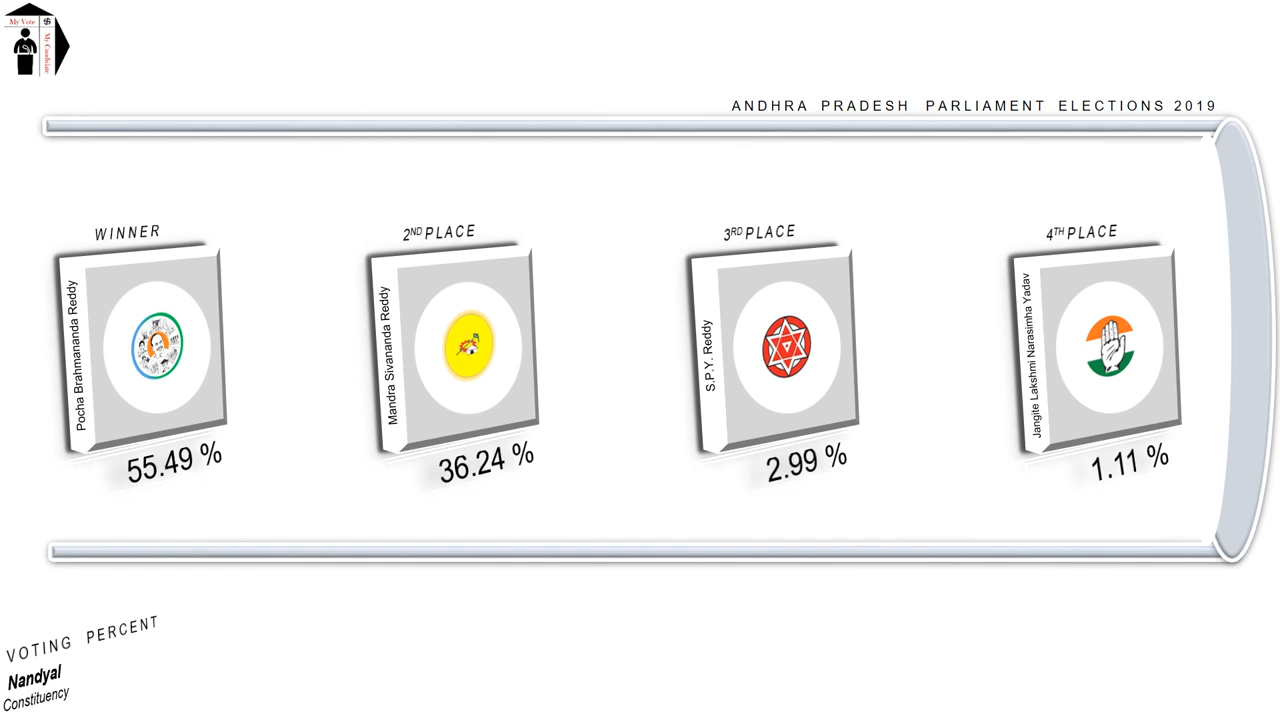 My Vote
My Candidate
ANDHRA PRADESH PARLIAMENT ELECTIONS 2019
WINNER
2ND PLACE
3RD PLACE
4TH PLACE
Pocha Brahmananda Reddy
Mandra Sivananda Reddy
S.P.Y. Reddy
Jangite Lakshmi Narasimha Yadav
55.49 %
36.24 %
2.99 %
1.11 %
VOTING PERCENT
Nandyal
Constituency